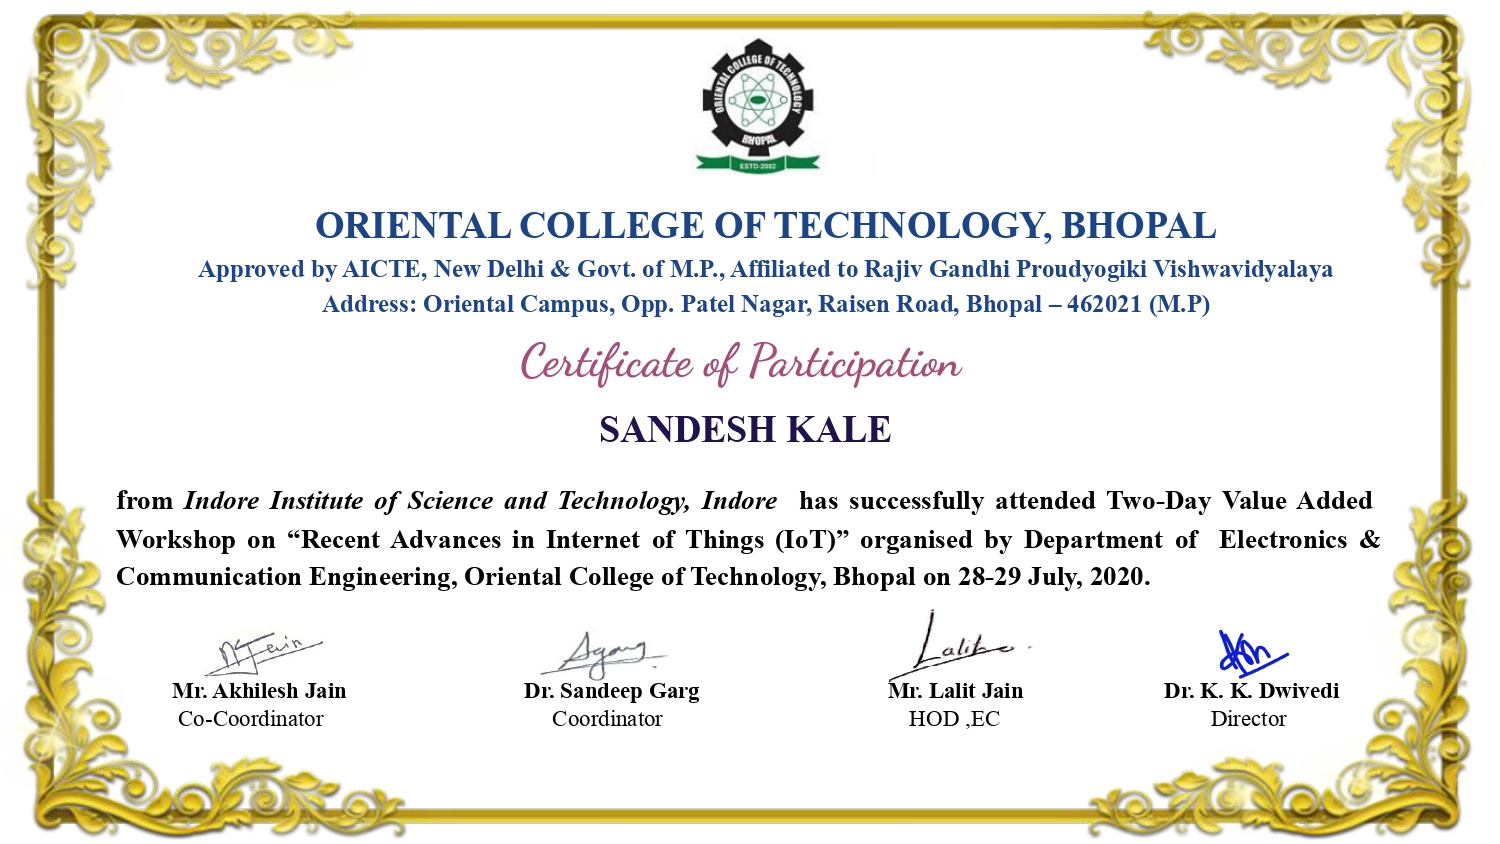 ORIENTAL COLLEGE OF TECHNOLOGY
BHOPAL
ESTD-2002
ORIENTAL COLLEGE OF TECHNOLOGY, BHOPAL
Approved by AICTE, New Delhi & Govt. of M.P., Affiliated to Rajiv Gandhi Proudyogiki Vishwavidyalaya
Address: Oriental Campus, Opp. Patel Nagar, Raisen Road, Bhopal – 462021 (M.P)
Certificate of Participation
SANDESH KALE
from Indore Institute of Science and Technology, Indore has successfully attended Two-Day Value Added
Workshop on “Recent Advances in Internet of Things (IoT)” organised by Department of Electronics &
Communication Engineering, Oriental College of Technology, Bhopal on 28-29 July, 2020.
Mr. Akhilesh Jain Dr. Sandeep Garg Mr. Lalit Jain Dr. K. K. Dwivedi
Co-Coordinator Coordinator HOD ,EC Director